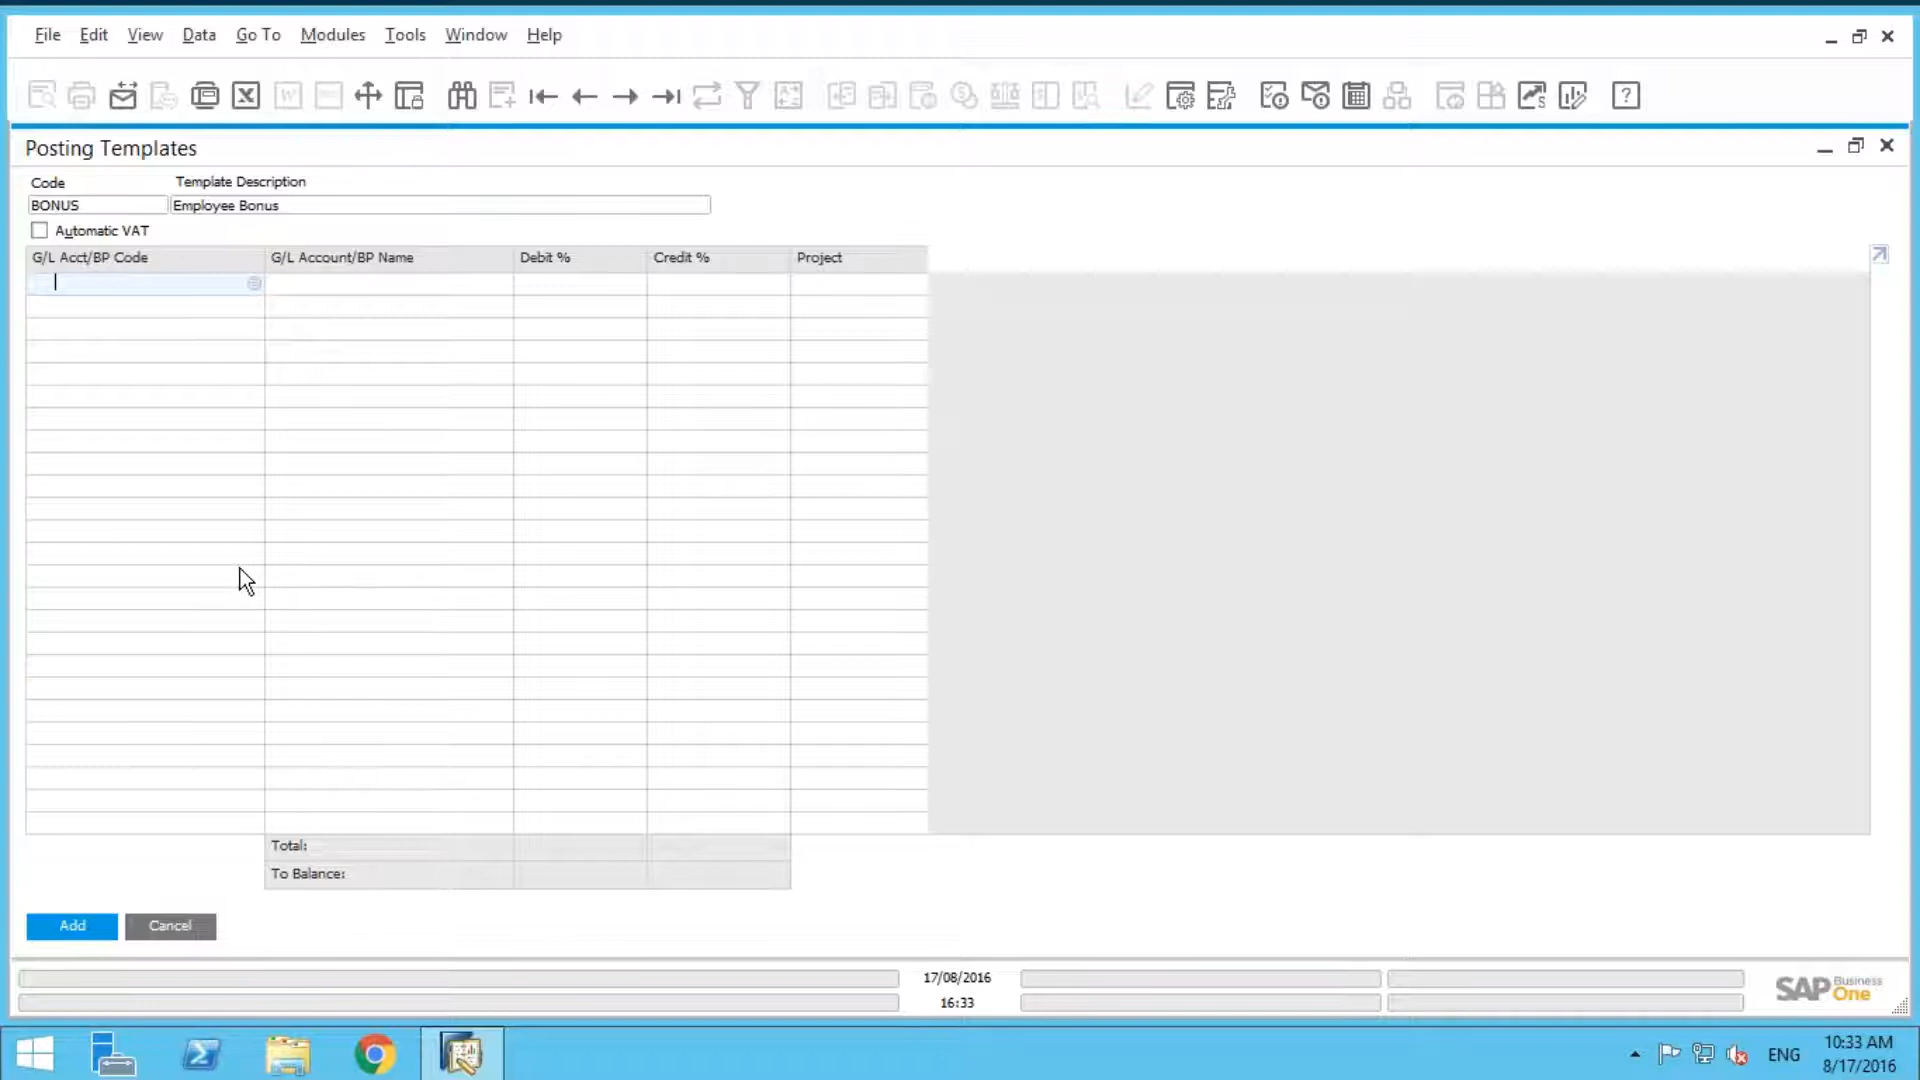 File Edit View Data Go To Modules Tools Window Help
Posting Templates
Code Template Description
BONUS Employee Bonus
Automatic VAT
G/L Acct/BP Code G/L Account/BP Name Debit % Credit % Project
Total:
To Balance:
Add Cancel
17/08/2016
16:33
SAP Business One
ENG
10:33 AM
8/17/2016